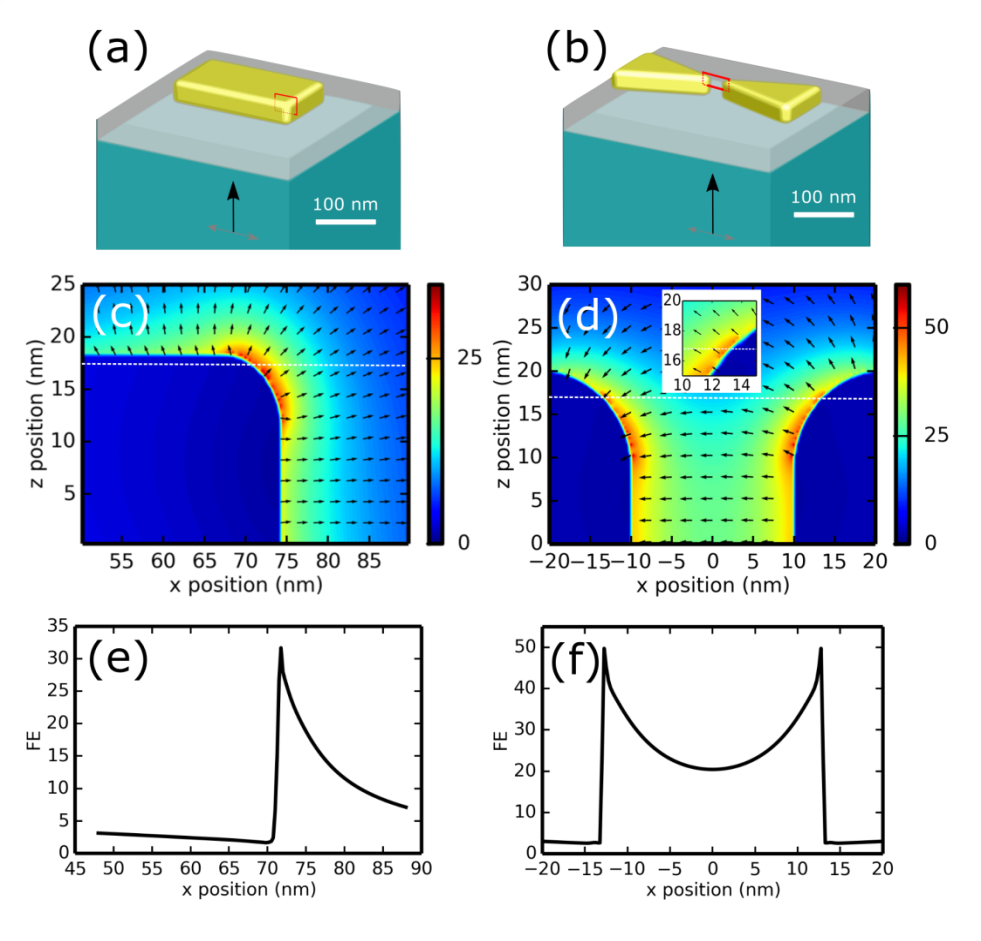 (a)
100 nm
(b)
100 nm
(c)
25
20
15
10
5
z position (nm)
55 60 65 70 75 80 85
x position (nm)
25
0
(d)
30
25
20
15
10
5
0
z position (nm)
20
18
16
10 12 14
−20 −15 −10 −5 0 5 10 15 20
x position (nm)
50
25
0
(e)
35
30
25
20
15
10
5
0
FE
45 50 55 60 65 70 75 80 85 90
x position (nm)
(f)
50
40
30
20
10
0
FE
−20 −15 −10 −5 0 5 10 15 20
x position (nm)